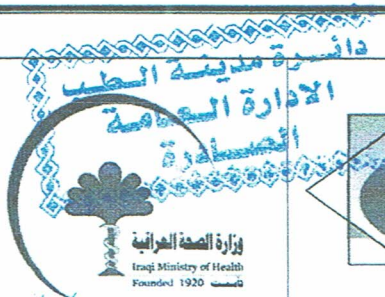 دائرة مدينة الطب
الادارة العامة
الصادرة
وزارة الصحة العراقية
Iraqi Ministry of Health
Founded 1920 تأسست